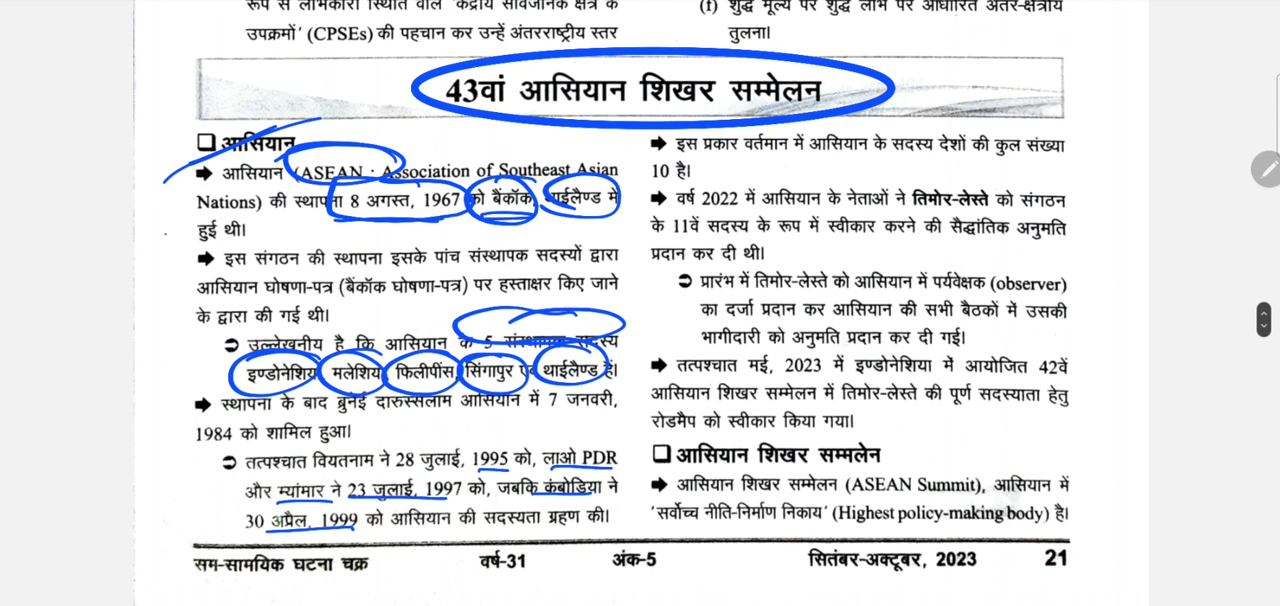 रूप से लाभकारी स्थिति वाले 'केंद्रीय सार्वजनिक क्षेत्र के
उपक्रमों' (CPSEs) की पहचान कर उन्हें अंतरराष्ट्रीय स्तर
(f) शुद्ध मूल्य पर शुद्ध लाभ पर आधारित अंतर-क्षेत्रीय
तुलना।
43वां आसियान शिखर सम्मेलन
❑ आसियान
➡ आसियान (ASEAN : Association of Southeast Asian
Nations) की स्थापना 8 अगस्त, 1967 को बैंकॉक, थाईलैण्ड में
हुई थी।
➡ इस संगठन की स्थापना इसके पांच संस्थापक सदस्यों द्वारा
आसियान घोषणा-पत्र (बैंकॉक घोषणा-पत्र) पर हस्ताक्षर किए जाने
के द्वारा की गई थी।
➲ उल्लेखनीय है कि आसियान के 5 संस्थापक सदस्य
इण्डोनेशिया, मलेशिया, फिलीपींस, सिंगापुर एवं थाईलैण्ड हैं।
➡ स्थापना के बाद ब्रुनेई दारुस्सलाम आसियान में 7 जनवरी,
1984 को शामिल हुआ।
➲ तत्पश्चात वियतनाम ने 28 जुलाई, 1995 को, लाओ PDR
और म्यांमार ने 23 जुलाई, 1997 को, जबकि कंबोडिया ने
30 अप्रैल, 1999 को आसियान की सदस्यता ग्रहण की।
➡ इस प्रकार वर्तमान में आसियान के सदस्य देशों की कुल संख्या
10 है।
➡ वर्ष 2022 में आसियान के नेताओं ने तिमोर-लेस्ते को संगठन
के 11वें सदस्य के रूप में स्वीकार करने की सैद्धांतिक अनुमति
प्रदान कर दी थी।
➲ प्रारंभ में तिमोर-लेस्ते को आसियान में पर्यवेक्षक (observer)
का दर्जा प्रदान कर आसियान की सभी बैठकों में उसकी
भागीदारी को अनुमति प्रदान कर दी गई।
➡ तत्पश्चात मई, 2023 में इण्डोनेशिया में आयोजित 42वें
आसियान शिखर सम्मेलन में तिमोर-लेस्ते की पूर्ण सदस्यता हेतु
रोडमैप को स्वीकार किया गया।
❑ आसियान शिखर सम्मलेन
➡ आसियान शिखर सम्मेलन (ASEAN Summit), आसियान में
'सर्वोच्च नीति-निर्माण निकाय' (Highest policy-making body) है।
सम-सामयिक घटना चक्र वर्ष-31 अंक-5 सितंबर-अक्टूबर, 2023 21